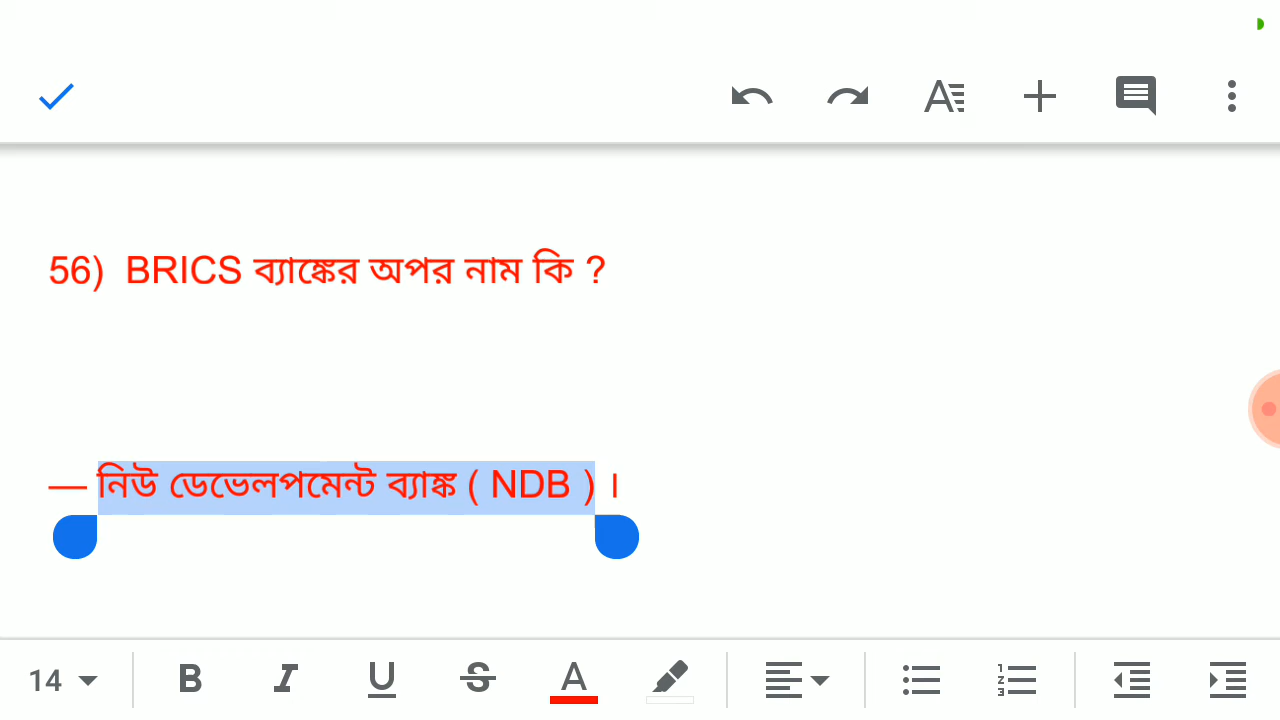 56) BRICS ব্যাঙ্কের অপর নাম কি ?
— নিউ ডেভেলপমেন্ট ব্যাঙ্ক ( NDB ) ।
14